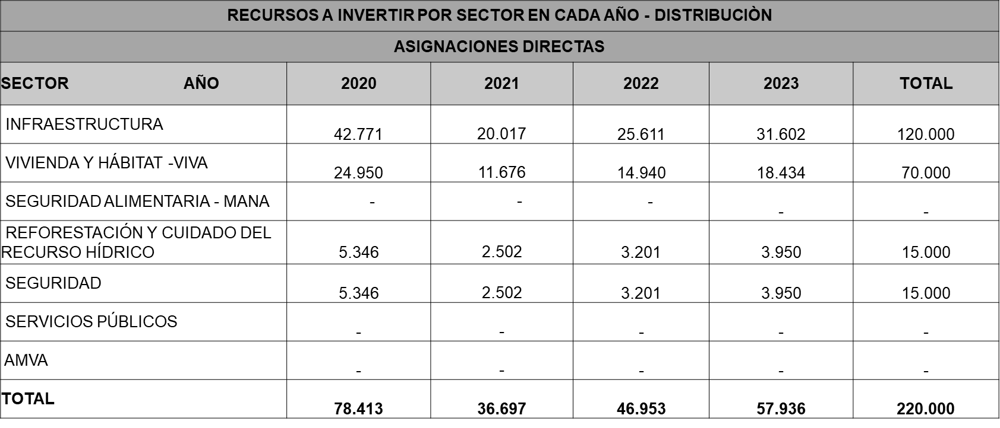 RECURSOS A INVERTIR POR SECTOR EN CADA AÑO - DISTRIBUCIÒN
ASIGNACIONES DIRECTAS
SECTOR AÑO 2020 2021 2022 2023 TOTAL
INFRAESTRUCTURA 42.771 20.017 25.611 31.602 120.000
VIVIENDA Y HÁBITAT -VIVA 24.950 11.676 14.940 18.434 70.000
SEGURIDAD ALIMENTARIA - MANA - - - - -
REFORESTACIÓN Y CUIDADO DEL
RECURSO HÍDRICO 5.346 2.502 3.201 3.950 15.000
SEGURIDAD 5.346 2.502 3.201 3.950 15.000
SERVICIOS PÚBLICOS - - - - -
AMVA - - - - -
TOTAL 78.413 36.697 46.953 57.936 220.000